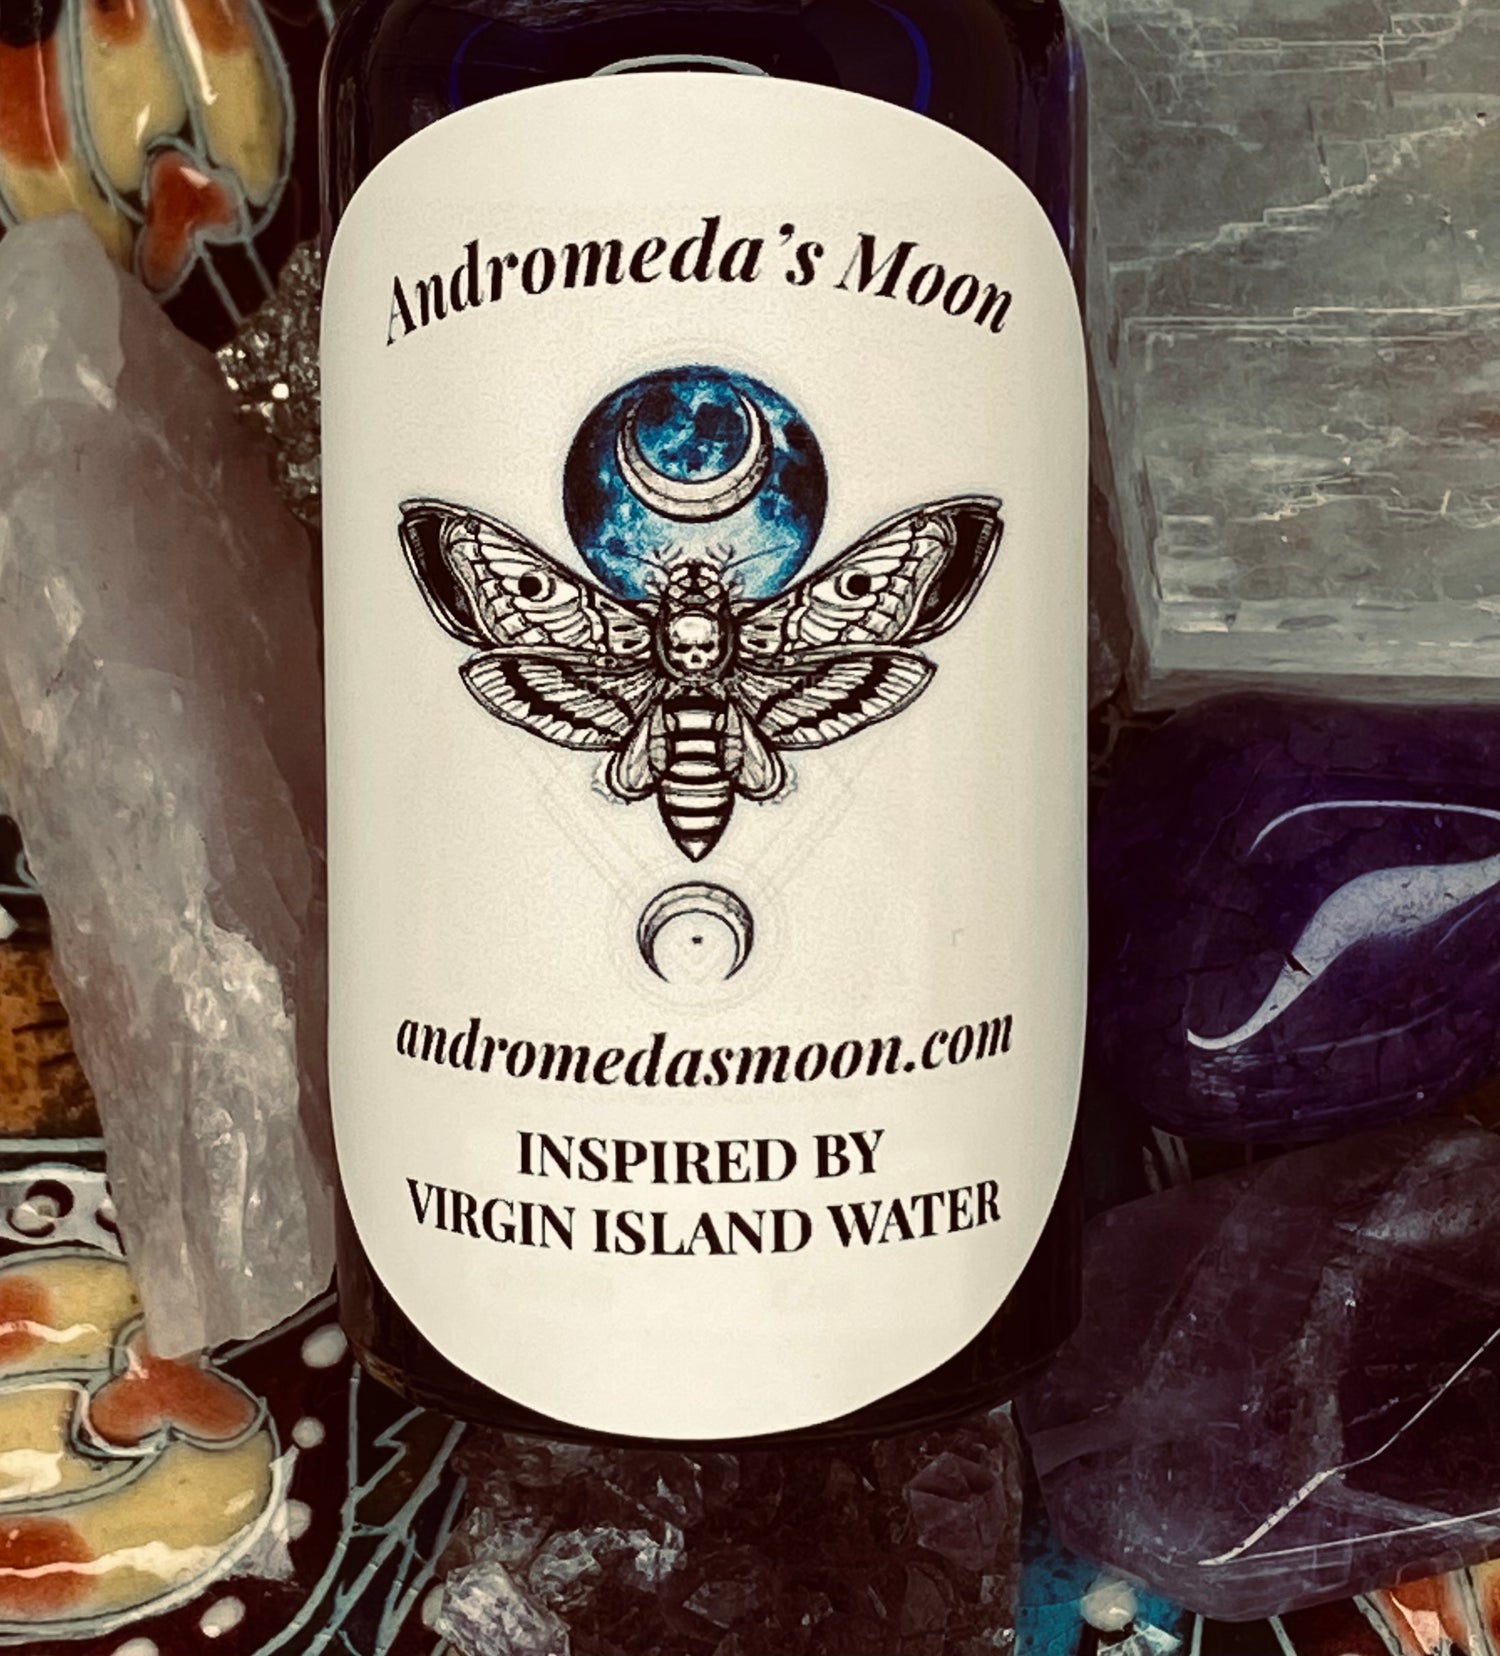 Andromeda's Moon
andromedasmoon.com
INSPIRED BY
VIRGIN ISLAND WATER